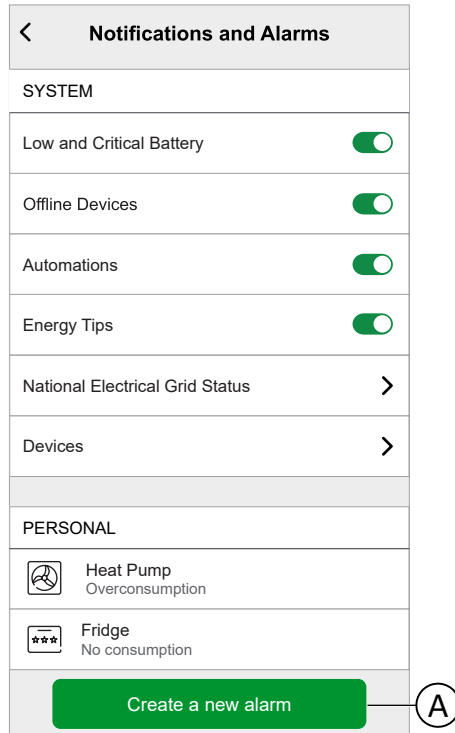 Notifications and Alarms
SYSTEM
Low and Critical Battery
Offline Devices
Automations
Energy Tips
National Electrical Grid Status
Devices
PERSONAL
Heat Pump
Overconsumption
Fridge
No consumption
Create a new alarm
A